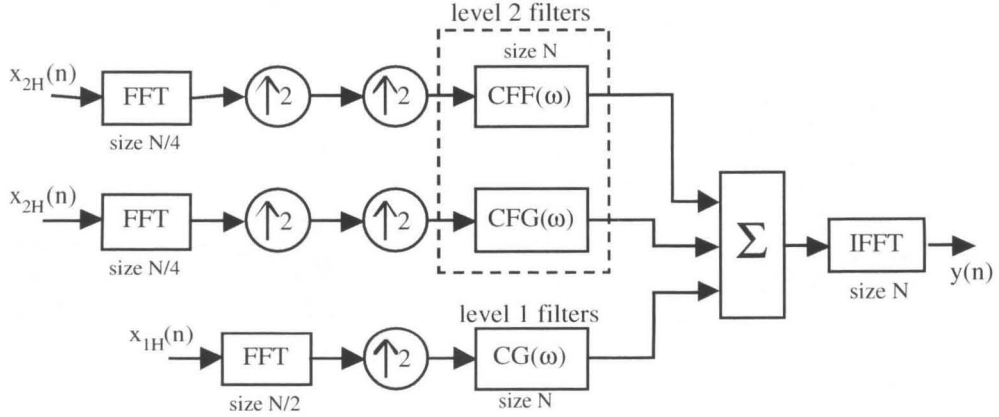 level 2 filters
size N
x2H(n)
FFT
↑2
↑2
CFF(ω)
size N/4
x2H(n)
FFT
↑2
↑2
CFG(ω)
size N/4
Σ
IFFT
y(n)
size N
level 1 filters
x1H(n)
FFT
↑2
CG(ω)
size N/2
size N